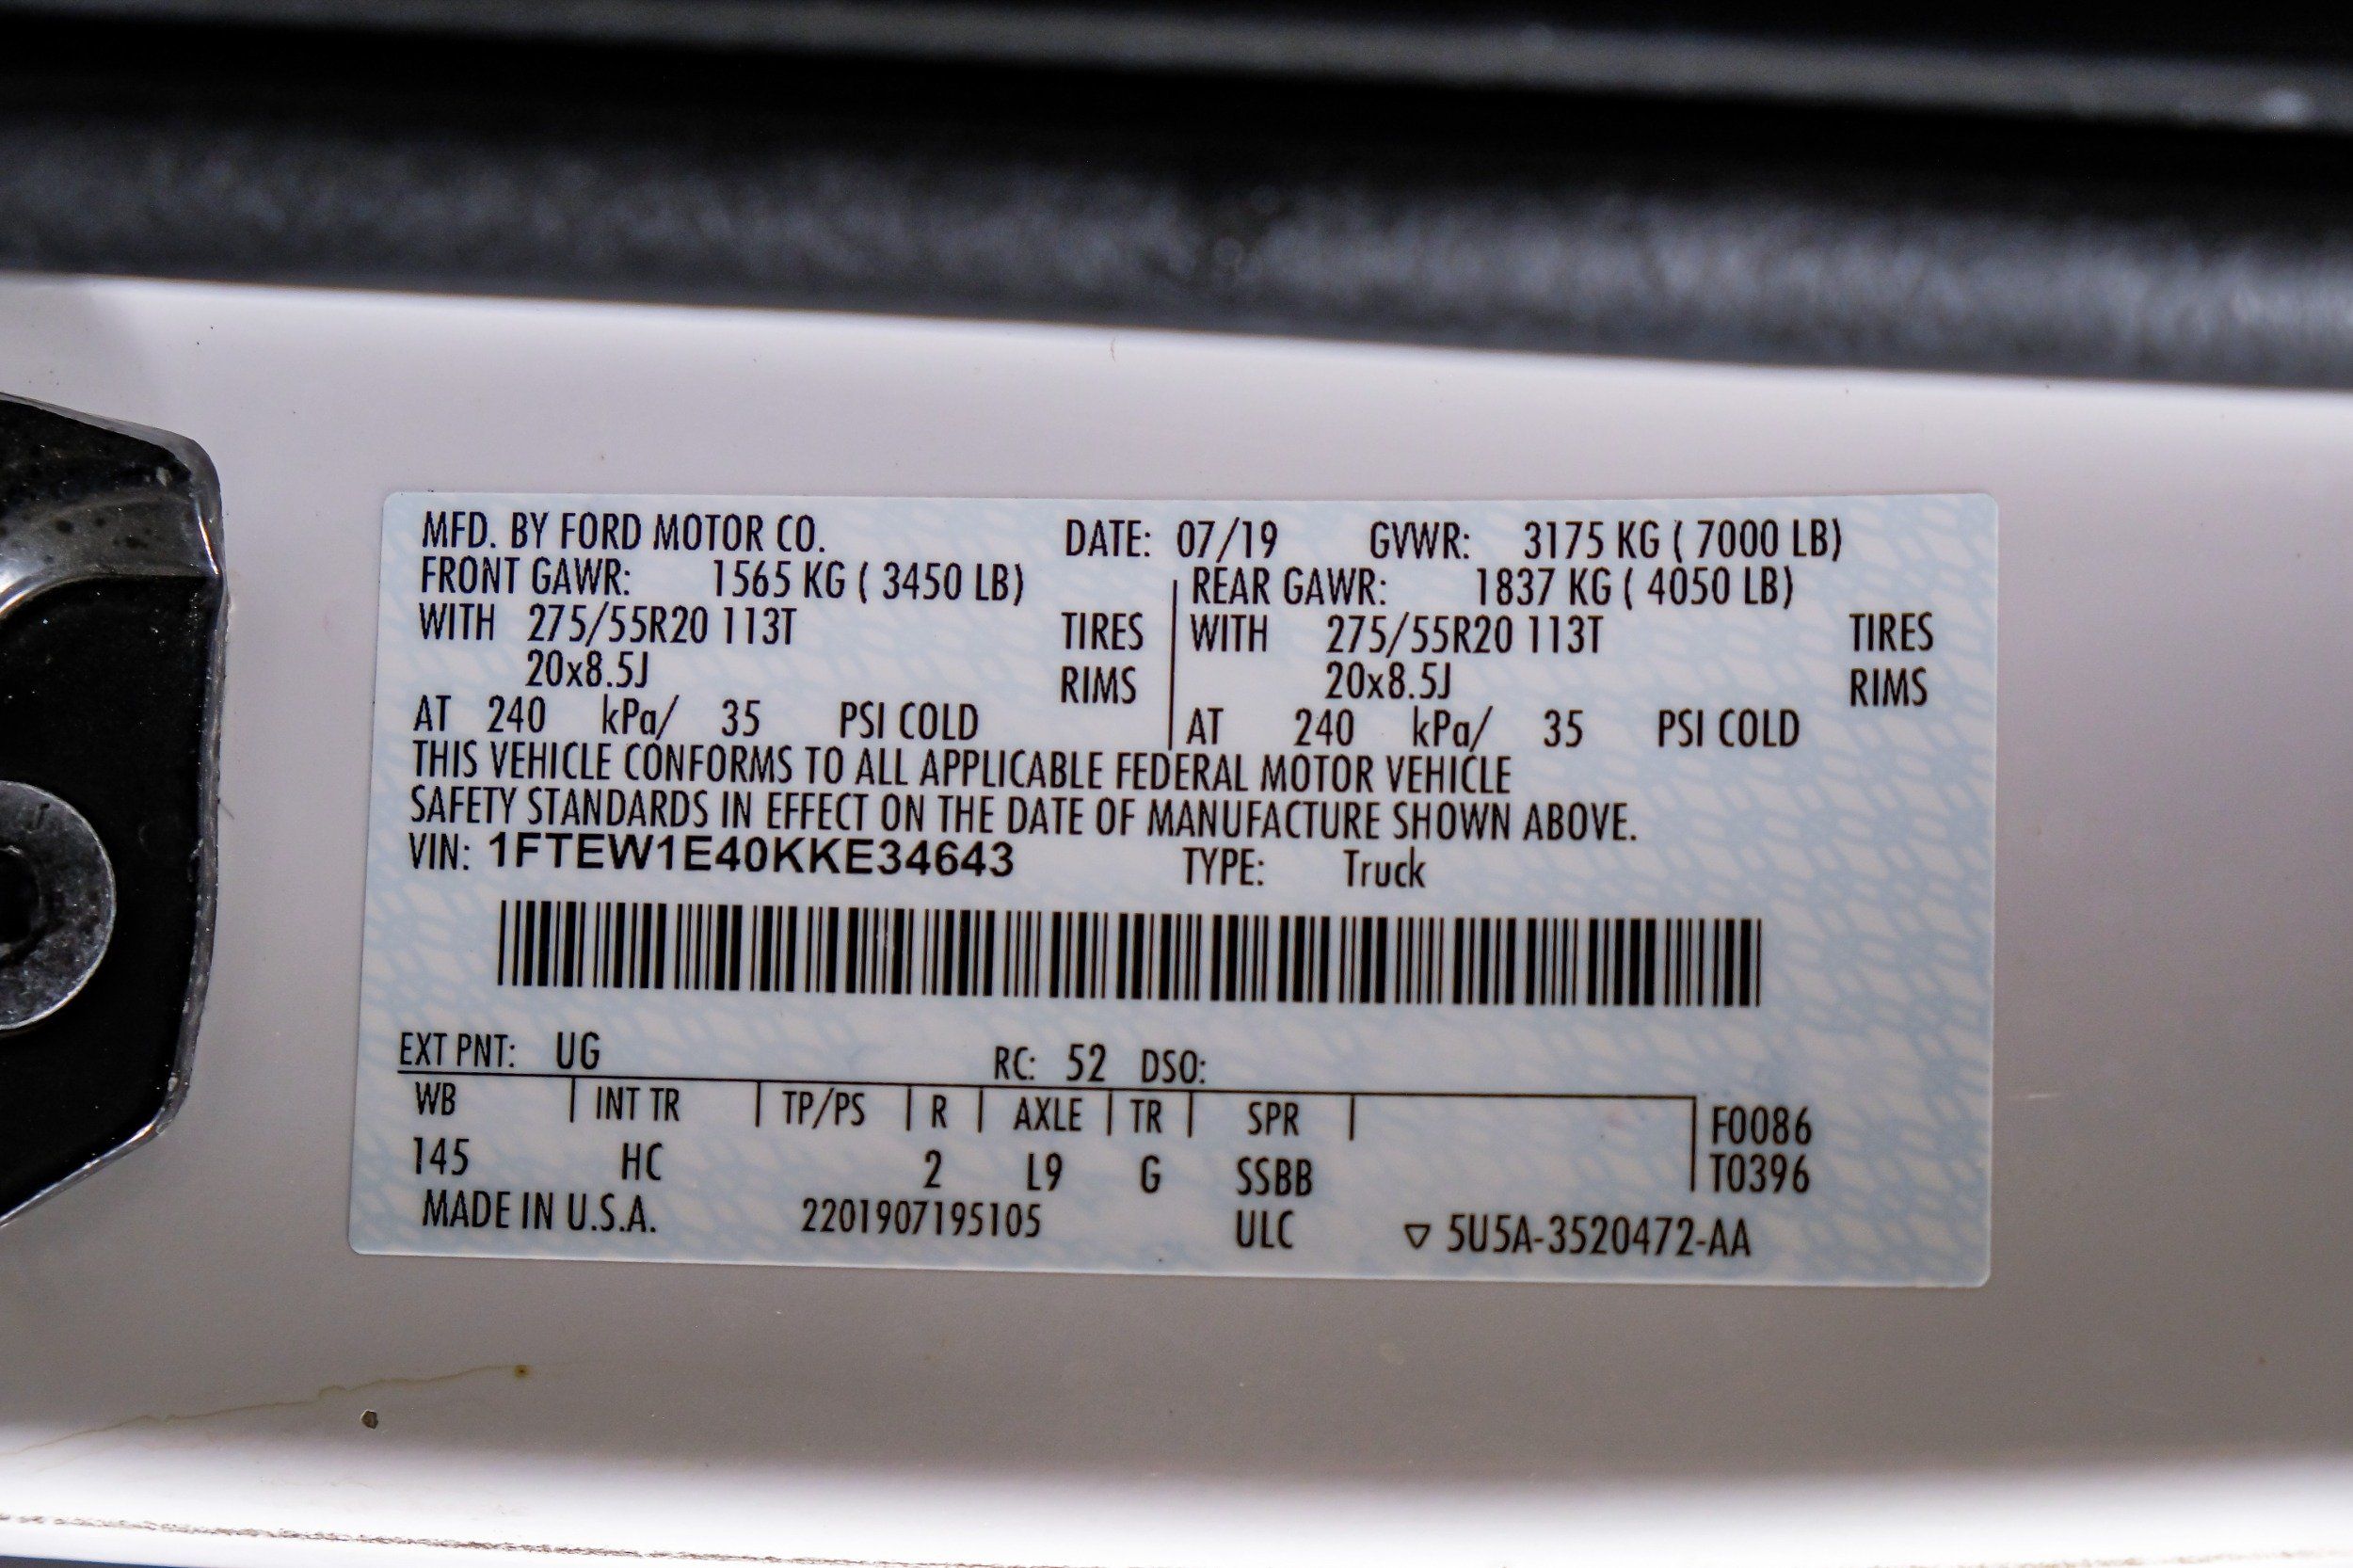 MFD. BY FORD MOTOR CO. DATE: 07/19 GVWR: 3175 KG ( 7000 LB)
FRONT GAWR: 1565 KG ( 3450 LB) REAR GAWR: 1837 KG ( 4050 LB)
WITH 275/55R20 113T TIRES WITH 275/55R20 113T TIRES
20x8.5J RIMS 20x8.5J RIMS
AT 240 kPa/ 35 PSI COLD AT 240 kPa/ 35 PSI COLD
THIS VEHICLE CONFORMS TO ALL APPLICABLE FEDERAL MOTOR VEHICLE
SAFETY STANDARDS IN EFFECT ON THE DATE OF MANUFACTURE SHOWN ABOVE.
VIN: 1FTEW1E40KKE34643 TYPE: Truck
EXT PNT: UG RC: 52 DSO:
WB INT TR TP/PS R AXLE TR SPR F0086
145 HC 2 L9 G SSBB T0396
MADE IN U.S.A. 2201907195105 ULC ▽ 5U5A-3520472-AA